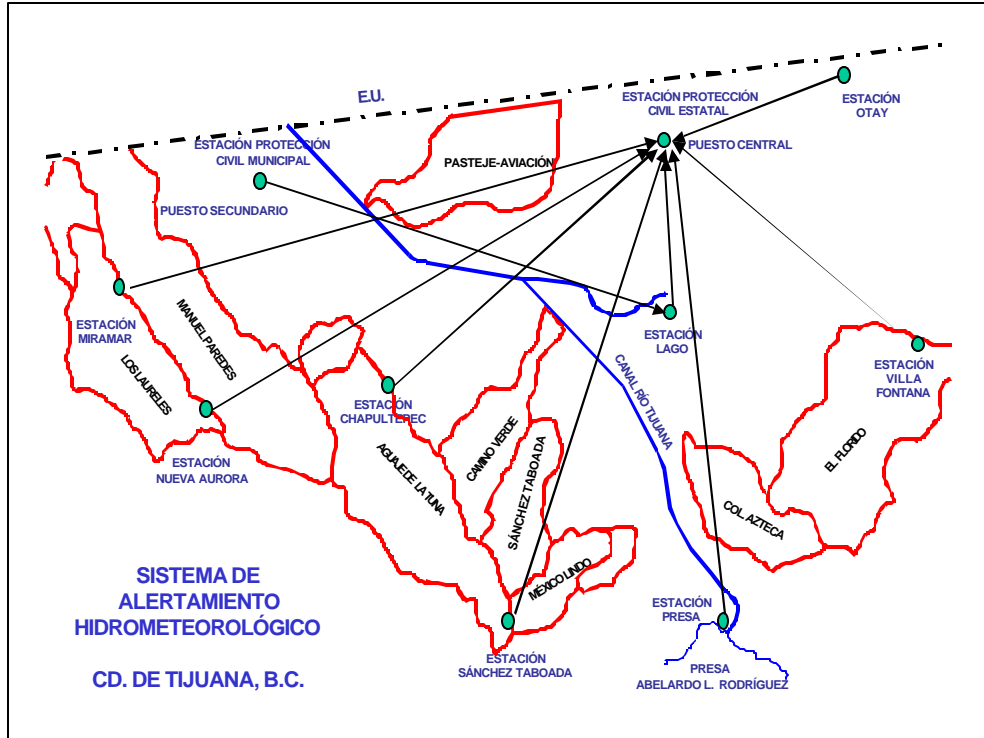 E.U.
ESTACIÓN PROTECCIÓN
CIVIL ESTATAL
PUESTO CENTRAL
ESTACIÓN
OTAY
ESTACIÓN PROTECCIÓN
CIVIL MUNICIPAL
PUESTO SECUNDARIO
PASTEJE-AVIACIÓN
ESTACIÓN
MIRAMAR
MANUEL PAREDES
LOS LAURELES
ESTACIÓN
LAGO
ESTACIÓN
VILLA
FONTANA
ESTACIÓN
CHAPULTEPEC
CANAL RÍO TIJUANA
ESTACIÓN
NUEVA AURORA
AGUAJE DE LA TUNA
CAMINO VERDE
SÁNCHEZ TABOADA
MÉXICO LINDO
COL. AZTECA
EL FLORIDO
SISTEMA DE
ALERTAMIENTO
HIDROMETEOROLÓGICO
CD. DE TIJUANA, B.C.
ESTACIÓN
SÁNCHEZ TABOADA
ESTACIÓN
PRESA
PRESA
ABELARDO L. RODRÍGUEZ